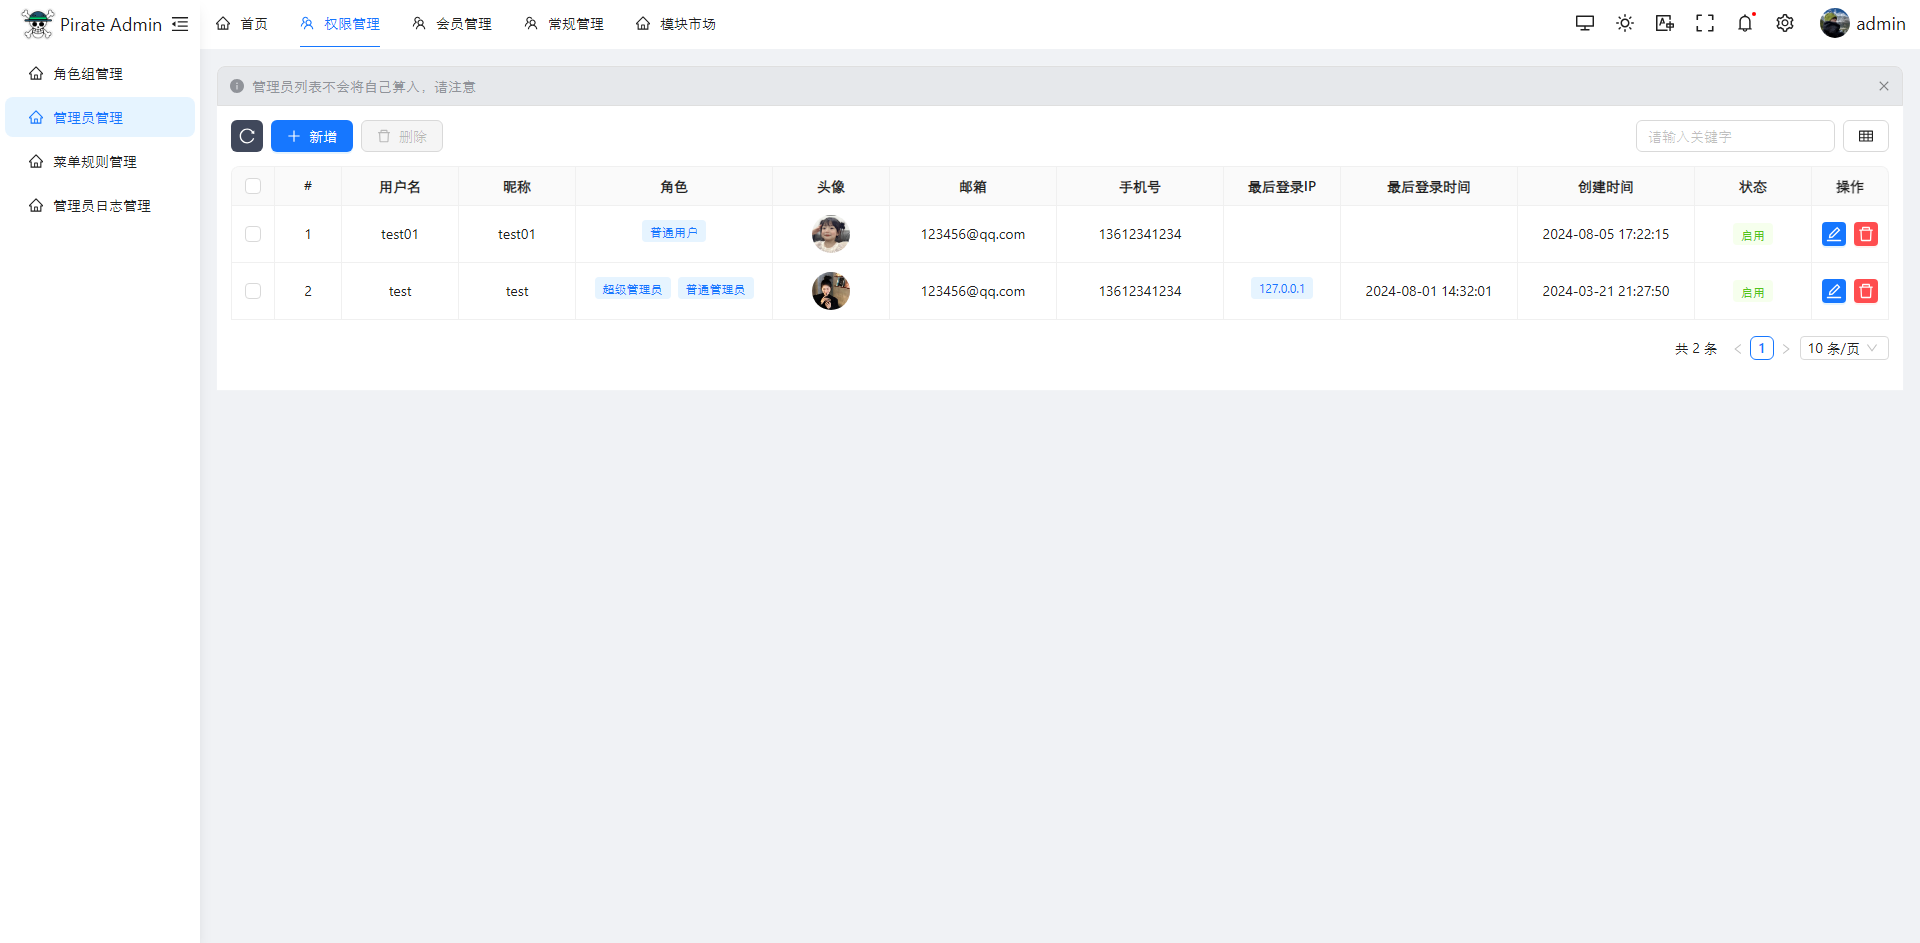 Pirate Admin
首页
权限管理
会员管理
常规管理
模块市场
admin
角色组管理
管理员管理
菜单规则管理
管理员日志管理
管理员列表不会将自己算入，请注意
新增
删除
请输入关键字
# 用户名 昵称 角色 头像 邮箱 手机号 最后登录IP 最后登录时间 创建时间 状态 操作
1 test01 test01 普通用户 123456@qq.com 13612341234 2024-08-05 17:22:15 启用
2 test test 超级管理员 普通管理员 123456@qq.com 13612341234 127.0.0.1 2024-08-01 14:32:01 2024-03-21 21:27:50 启用
共 2 条 < 1 > 10 条/页